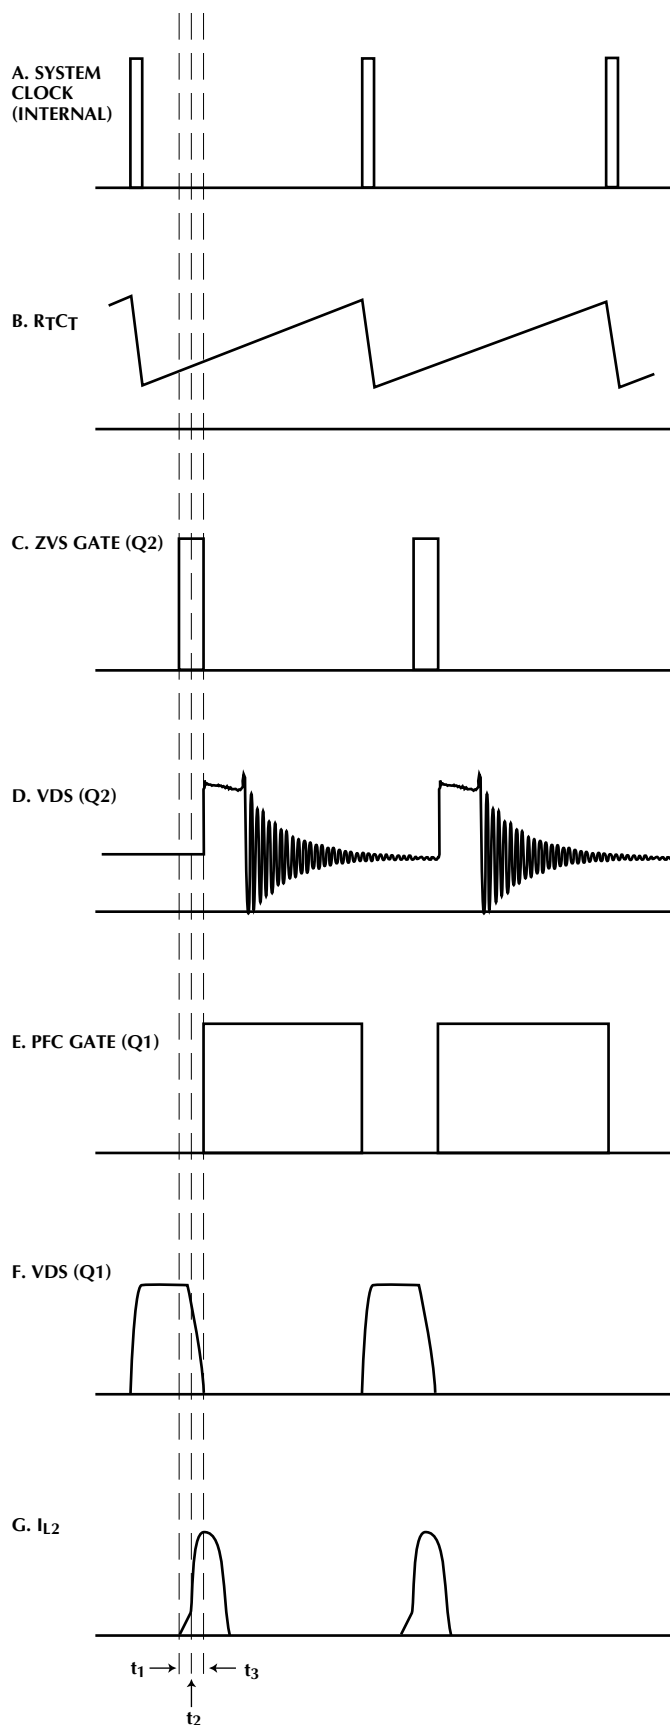 A. SYSTEM
CLOCK
(INTERNAL)
B. RTCT
C. ZVS GATE (Q2)
D. VDS (Q2)
E. PFC GATE (Q1)
F. VDS (Q1)
G. IL2
t1
t3
t2